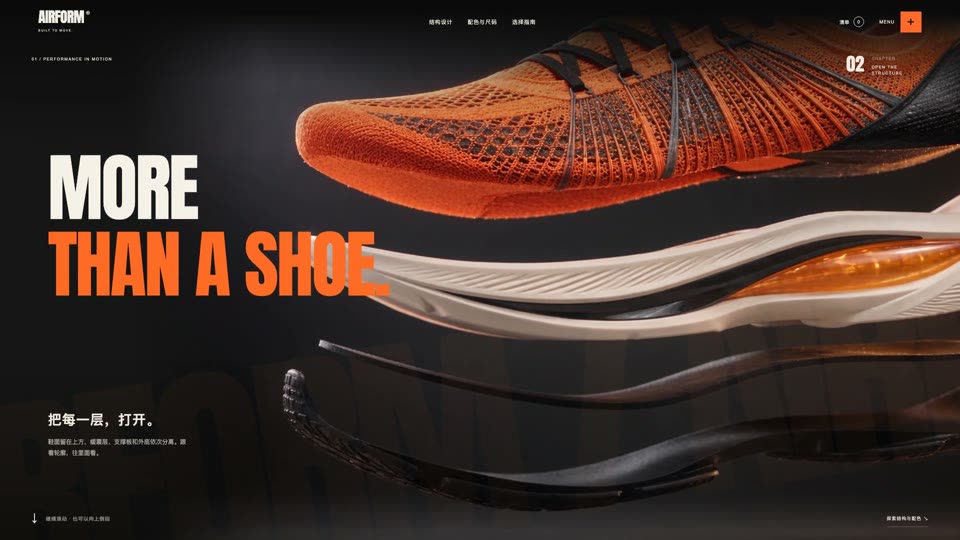 AIRFORM®
BUILT TO MOVE
结构设计 配色与尺码 选择指南
清单 0 MENU +
01 / PERFORMANCE IN MOTION
02 CHAPTER
OPEN THE
STRUCTURE
MORE
THAN A SHOE.
把每一层，打开。
鞋面留在上方，缓震层、支撑板和外底依次分离。跟
着轮廓，往里面看。
↓ 继续滚动 · 也可以向上倒回
探索结构与配色 ↘